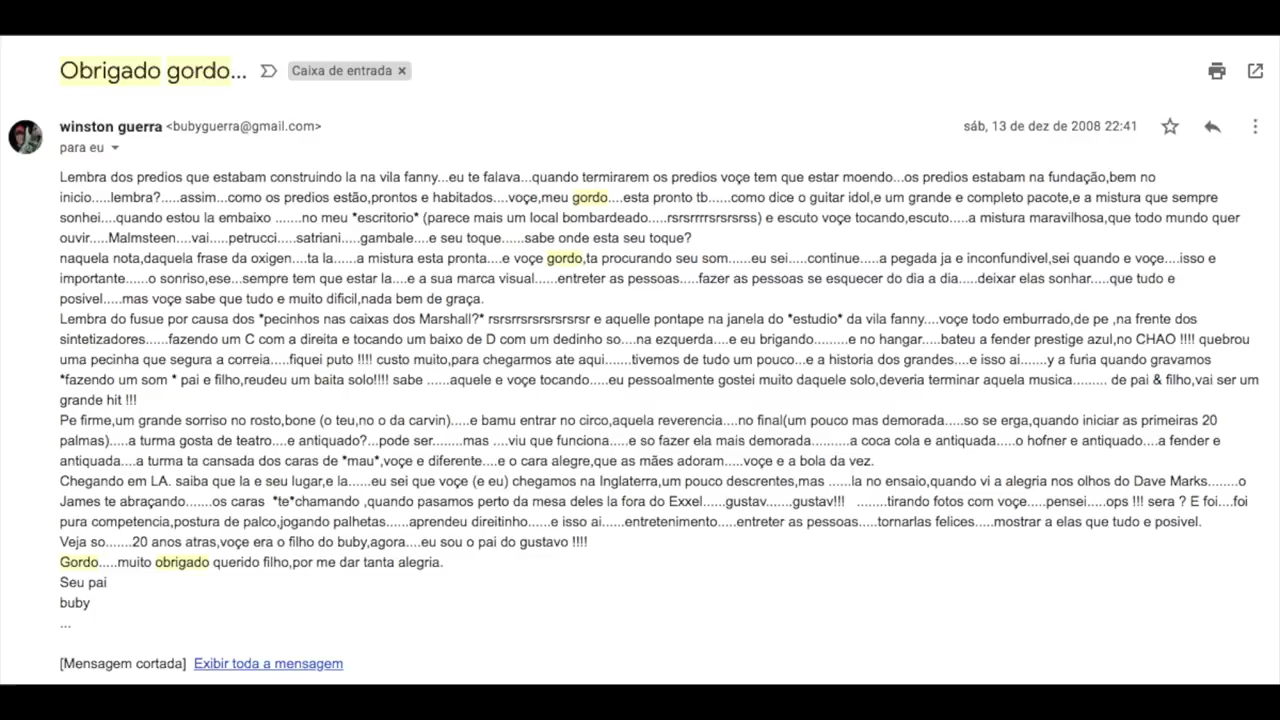 Obrigado gordo... Caixa de entrada ×
winston guerra <bubyguerra@gmail.com> sáb, 13 de dez de 2008 22:41
para eu
Lembra dos predios que estabam construindo la na vila fanny...eu te falava...quando termirarem os predios voçe tem que estar moendo...os predios estabam na fundação,bem no
inicio.....lembra?.....assim...como os predios estão,prontos e habitados....voçe,meu gordo....esta pronto tb......como dice o guitar idol,e um grande e completo pacote,e a mistura que sempre
sonhei....quando estou la embaixo .......no meu *escritorio* (parece mais um local bombardeado.....rsrsrrrrsrsrsrss) e escuto voçe tocando,escuto.....a mistura maravilhosa,que todo mundo quer
ouvir.....Malmsteen....vai.....petrucci.....satriani.....gambale....e seu toque......sabe onde esta seu toque?
naquela nota,daquela frase da oxigen....ta la......a mistura esta pronta....e voçe gordo,ta procurando seu som......eu sei.....continue.....a pegada ja e inconfundivel,sei quando e voçe....isso e
importante......o sonriso,ese...sempre tem que estar la....e a sua marca visual......entreter as pessoas.....fazer as pessoas se esquecer do dia a dia.....deixar elas sonhar.....que tudo e
posivel.....mas voçe sabe que tudo e muito dificil,nada bem de graça.
Lembra do fusue por causa dos *pecinhos nas caixas dos Marshall?* rsrsrrsrsrsrsrsr e aquelle pontape na janela do *estudio* da vila fanny....voçe todo emburrado,de pe ,na frente dos
sintetizadores......fazendo um C com a direita e tocando um baixo de D com um dedinho so....na ezquerda....e eu brigando.........e no hangar.....bateu a fender prestige azul,no CHAO !!!! quebrou
uma pecinha que segura a correia.....fiquei puto !!!! custo muito,para chegarmos ate aqui.......tivemos de tudo um pouco...e a historia dos grandes....e isso ai.......y a furia quando gravamos
*fazendo um som * pai e filho,reudeu um baita solo!!!! sabe ......aquele e voçe tocando.....eu pessoalmente gostei muito daquele solo,deveria terminar aquela musica......... de pai & filho,vai ser um
grande hit !!!
Pe firme,um grande sorriso no rosto,bone (o teu,no o da carvin).....e bamu entrar no circo,aquela reverencia....no final(um pouco mas demorada.....so se erga,quando iniciar as primeiras 20
palmas).....a turma gosta de teatro....e antiquado?...pode ser........mas ....viu que funciona.....e so fazer ela mais demorada..........a coca cola e antiquada.....o hofner e antiquado....a fender e
antiquada....a turma ta cansada dos caras de *mau*,voçe e diferente....e o cara alegre,que as mães adoram.....voçe e a bola da vez.
Chegando em LA. saiba que la e seu lugar,e la......eu sei que voçe (e eu) chegamos na Inglaterra,um pouco descrentes,mas ......la no ensaio,quando vi a alegria nos olhos do Dave Marks........o
James te abraçando.......os caras *te*chamando ,quando pasamos perto da mesa deles la fora do Exxel......gustav.......gustav!!! ........tirando fotos com voçe.....pensei.....ops !!! sera ? E foi....foi
pura competencia,postura de palco,jogando palhetas......aprendeu direitinho......e isso ai.....entretenimento.....entreter as pessoas.....tornarlas felices.....mostrar a elas que tudo e posivel.
Veja so.......20 anos atras,voçe era o filho do buby,agora....eu sou o pai do gustavo !!!!
Gordo.....muito obrigado querido filho,por me dar tanta alegria.
Seu pai
buby
...
[Mensagem cortada] Exibir toda a mensagem